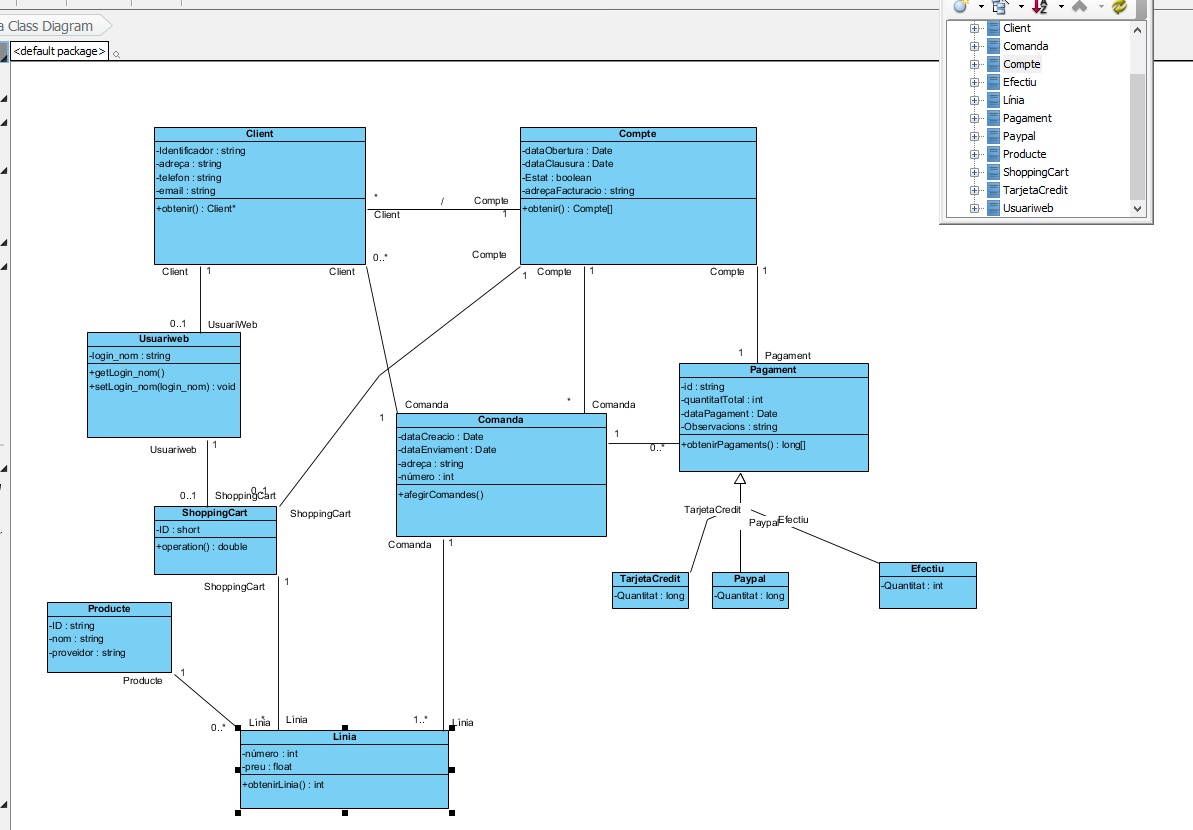 a Class Diagram
<default package>
Client
Comanda
Compte
Efectiu
Línia
Pagament
Paypal
Producte
ShoppingCart
TarjetaCredit
Usuariweb
Client
-Identificador : string
-adreça : string
-telefon : string
-email : string
+obtenir() : Client*
Compte
-dataObertura : Date
-dataClausura : Date
-Estat : boolean
-adreçaFacturacio : string
+obtenir() : Compte[]
*
/
Compte
Client
1
0..*
Compte
Client
1
Client
1
Compte
1
Compte
1
0..1
UsuariWeb
Usuariweb
-login_nom : string
+getLogin_nom()
+setLogin_nom(login_nom) : void
1
Pagament
Pagament
-id : string
-quantitatTotal : int
-dataPagament : Date
-Observacions : string
+obtenirPagaments() : long[]
Comanda
1
*
Comanda
Comanda
-dataCreacio : Date
-dataEnviament : Date
-adreça : string
-número : int
+afegirComandes()
1
0..*
Usuariweb
1
0..1
ShoppingCart
0..1
ShoppingCart
ShoppingCart
-ID : short
+operation() : double
TarjetaCredit
Paypal
Efectiu
Comanda
1
ShoppingCart
1
TarjetaCredit
-Quantitat : long
Paypal
-Quantitat : long
Efectiu
-Quantitat : int
Producte
-ID : string
-nom : string
-proveidor : string
Producte
1
0..*
Línia
*
Línia
1..*
Línia
Línia
-número : int
-preu : float
+obtenirLinia() : int